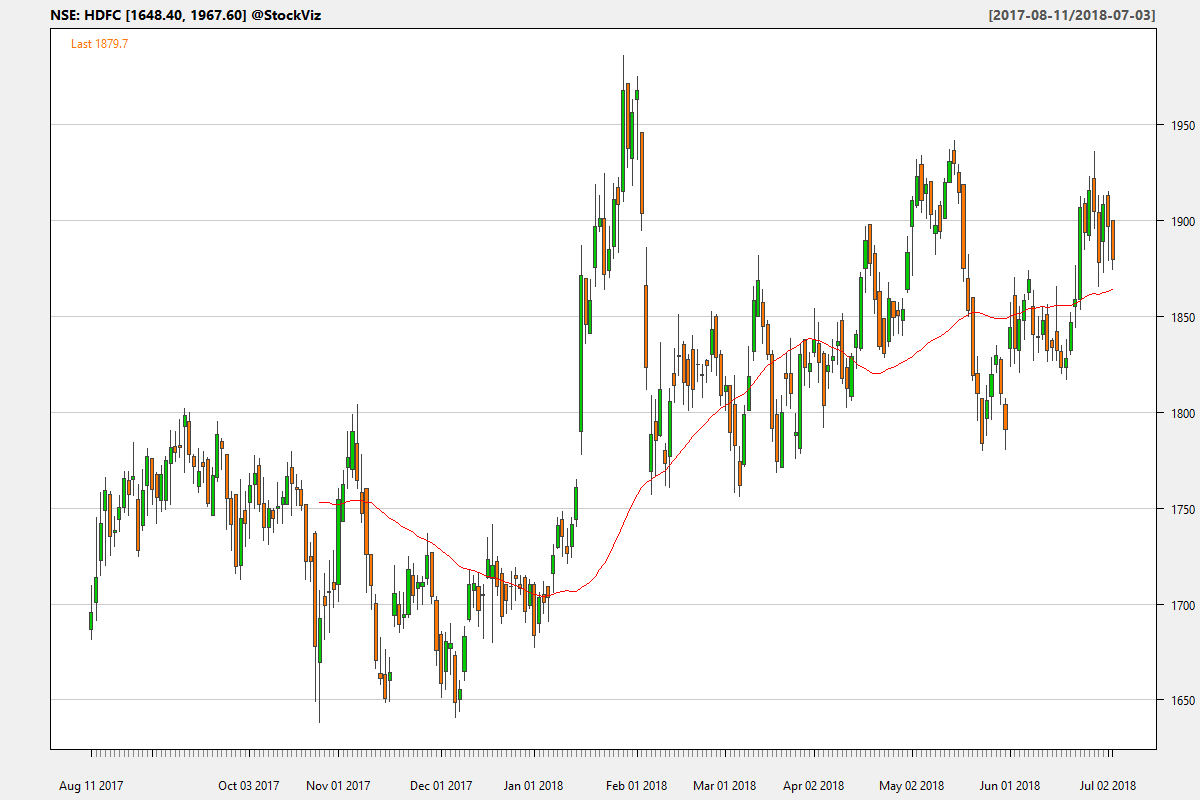 NSE: HDFC [1648.40, 1967.60] @StockViz [2017-08-11/2018-07-03]
Last 1879.7
1950
1900
1850
1800
1750
1700
1650
Aug 11 2017 Oct 03 2017 Nov 01 2017 Dec 01 2017 Jan 01 2018 Feb 01 2018 Mar 01 2018 Apr 02 2018 May 02 2018 Jun 01 2018 Jul 02 2018